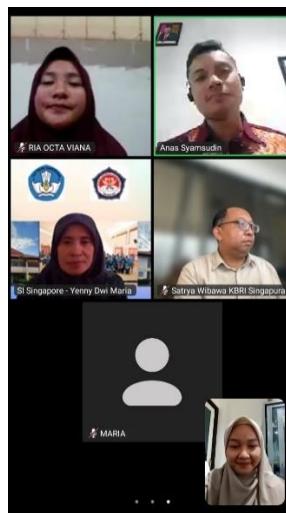 RIA OCTA VIANA
Anas Syamsudin
SI Singapore - Yenny Dwi Maria
Satrya Wibawa KBRI Singapura
MARIA